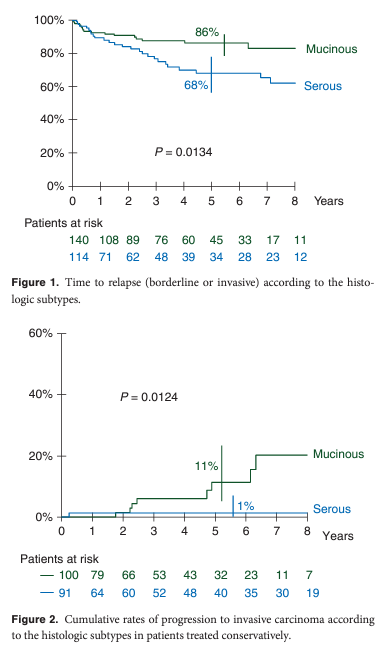 100%
86%
Mucinous
80%
68%
Serous
60%
40%
P = 0.0134
20%
0%
0 1 2 3 4 5 6 7 8 Years
Patients at risk
140 108 89 76 60 45 33 17 11
114 71 62 48 39 34 28 23 12
Figure 1. Time to relapse (borderline or invasive) according to the histo-
logic subtypes.
60%
40%
P = 0.0124
20%
Mucinous
11%
1%
Serous
0%
0 1 2 3 4 5 6 7 8 Years
Patients at risk
100 79 66 53 43 32 23 11 7
91 64 60 52 48 40 35 30 19
Figure 2. Cumulative rates of progression to invasive carcinoma according
to the histologic subtypes in patients treated conservatively.